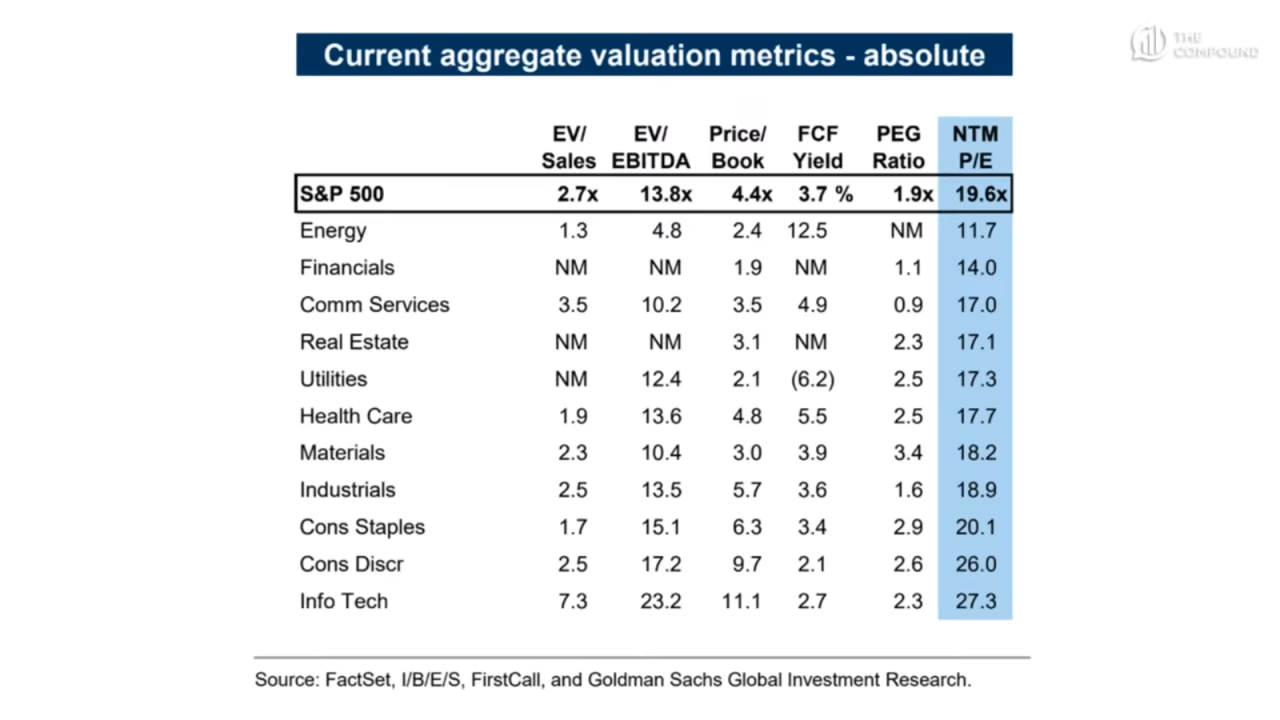 Current aggregate valuation metrics - absolute
THE
COMPOUND
EV/ EV/ Price/ FCF PEG NTM
Sales EBITDA Book Yield Ratio P/E
S&P 500 2.7x 13.8x 4.4x 3.7 % 1.9x 19.6x
Energy 1.3 4.8 2.4 12.5 NM 11.7
Financials NM NM 1.9 NM 1.1 14.0
Comm Services 3.5 10.2 3.5 4.9 0.9 17.0
Real Estate NM NM 3.1 NM 2.3 17.1
Utilities NM 12.4 2.1 (6.2) 2.5 17.3
Health Care 1.9 13.6 4.8 5.5 2.5 17.7
Materials 2.3 10.4 3.0 3.9 3.4 18.2
Industrials 2.5 13.5 5.7 3.6 1.6 18.9
Cons Staples 1.7 15.1 6.3 3.4 2.9 20.1
Cons Discr 2.5 17.2 9.7 2.1 2.6 26.0
Info Tech 7.3 23.2 11.1 2.7 2.3 27.3
Source: FactSet, I/B/E/S, FirstCall, and Goldman Sachs Global Investment Research.